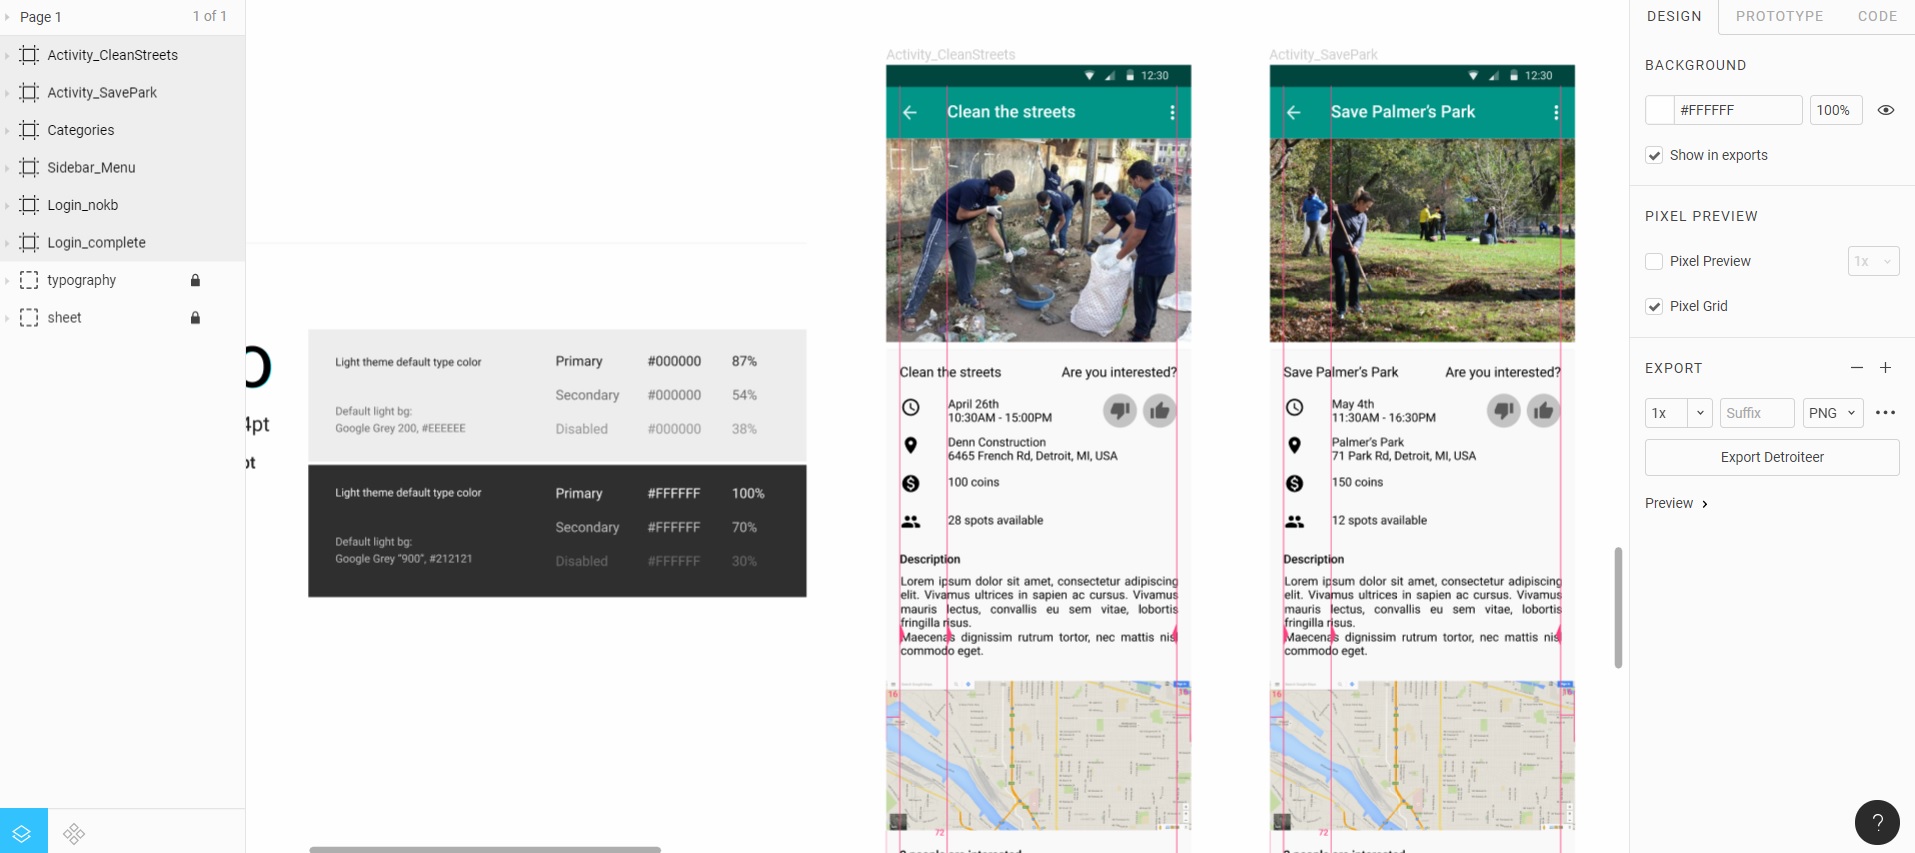 Page 1
1 of 1
Activity_CleanStreets
Activity_SavePark
Categories
Sidebar_Menu
Login_nokb
Login_complete
typography
sheet
4pt
Light theme default type color
Primary #000000 87%
Secondary #000000 54%
Default light bg:
Google Grey 200, #EEEEEE
Disabled #000000 38%
Light theme default type color
Primary #FFFFFF 100%
Secondary #FFFFFF 70%
Default light bg:
Google Grey “900”, #212121
Disabled #FFFFFF 30%
Activity_CleanStreets
12:30
Clean the streets
Clean the streets
Are you interested?
April 26th
10:30AM - 15:00PM
Denn Construction
6465 French Rd, Detroit, MI, USA
100 coins
28 spots available
Description
Lorem ipsum dolor sit amet, consectetur adipiscing
elit. Vivamus ultrices in sapien ac cursus. Vivamus
mauris lectus, convallis eu sem vitae, lobortis
fringilla risus.
Maecenas dignissim rutrum tortor, nec mattis nisl
commodo eget.
16
16
72
Activity_SavePark
12:30
Save Palmer’s Park
Save Palmer’s Park
Are you interested?
May 4th
11:30AM - 16:30PM
Palmer’s Park
71 Park Rd, Detroit, MI, USA
150 coins
12 spots available
Description
Lorem ipsum dolor sit amet, consectetur adipiscing
elit. Vivamus ultrices in sapien ac cursus. Vivamus
mauris lectus, convallis eu sem vitae, lobortis
fringilla risus.
Maecenas dignissim rutrum tortor, nec mattis nisl
commodo eget.
16
16
72
DESIGN
PROTOTYPE
CODE
BACKGROUND
#FFFFFF
100%
Show in exports
PIXEL PREVIEW
Pixel Preview
1x
Pixel Grid
EXPORT
1x
Suffix
PNG
Export Detroiteer
Preview
?